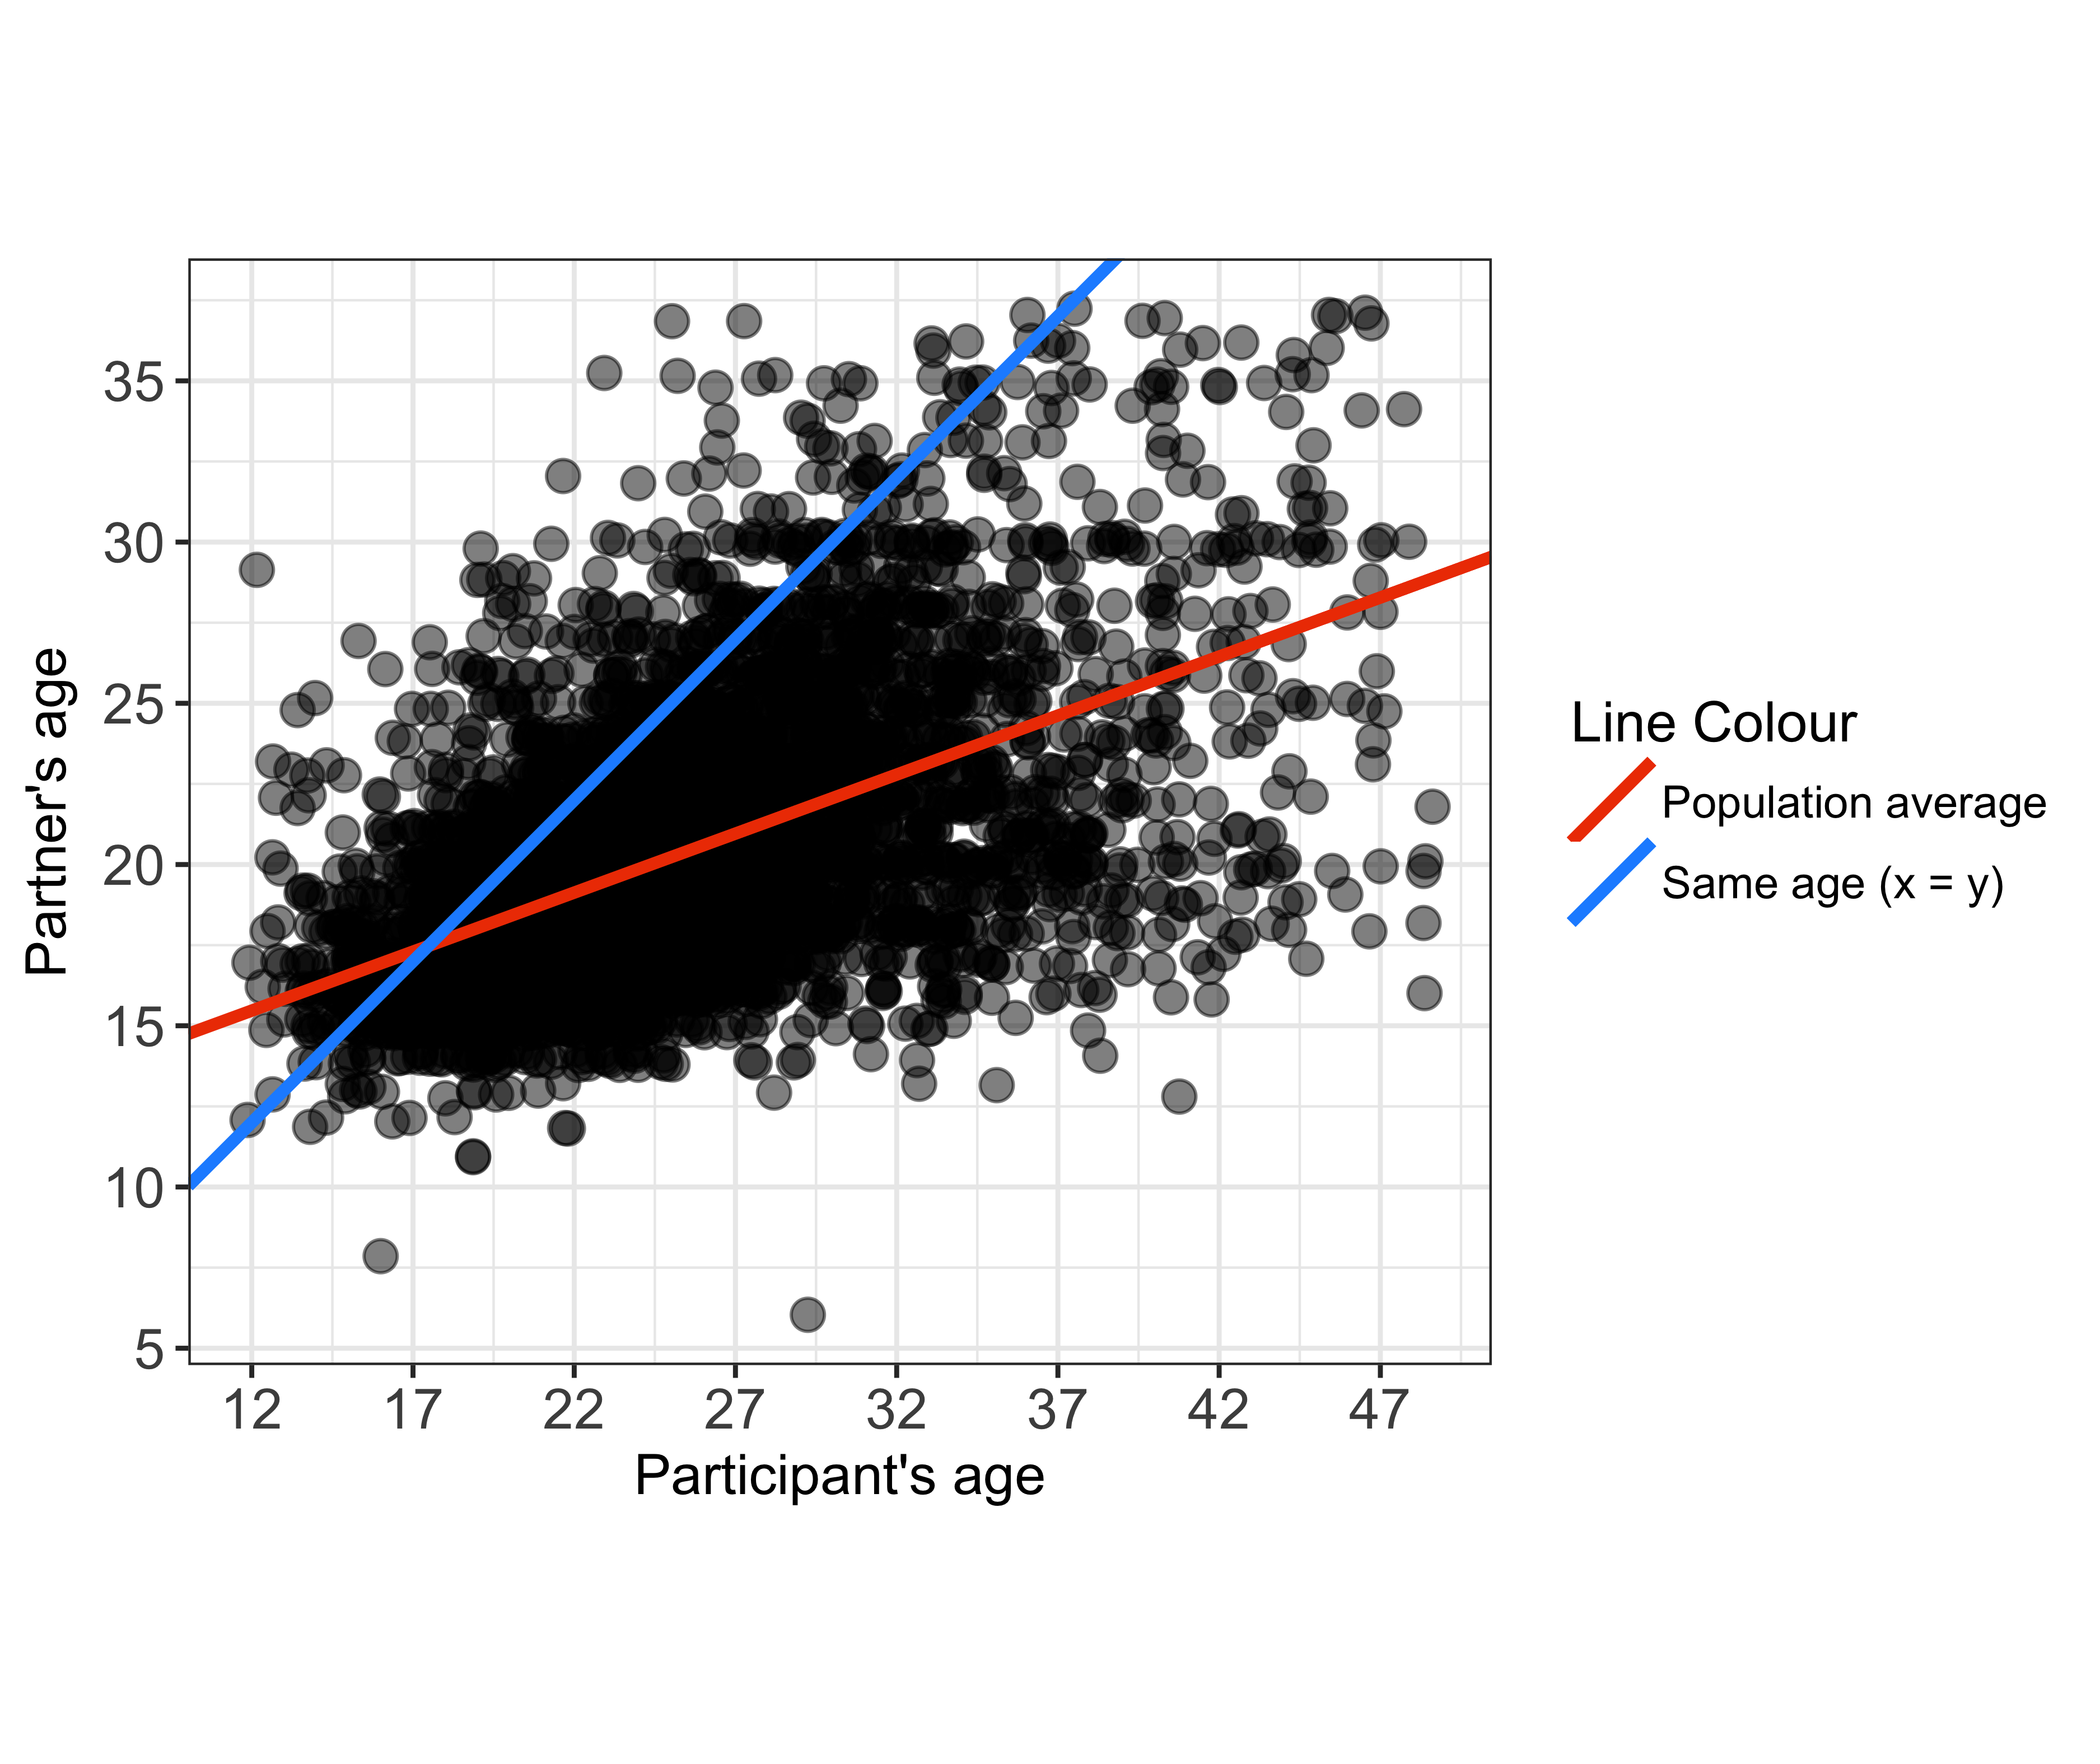 35
30
25
20
15
10
5
Partner's age
12 17 22 27 32 37 42 47
Participant's age
Line Colour
Population average
Same age (x = y)